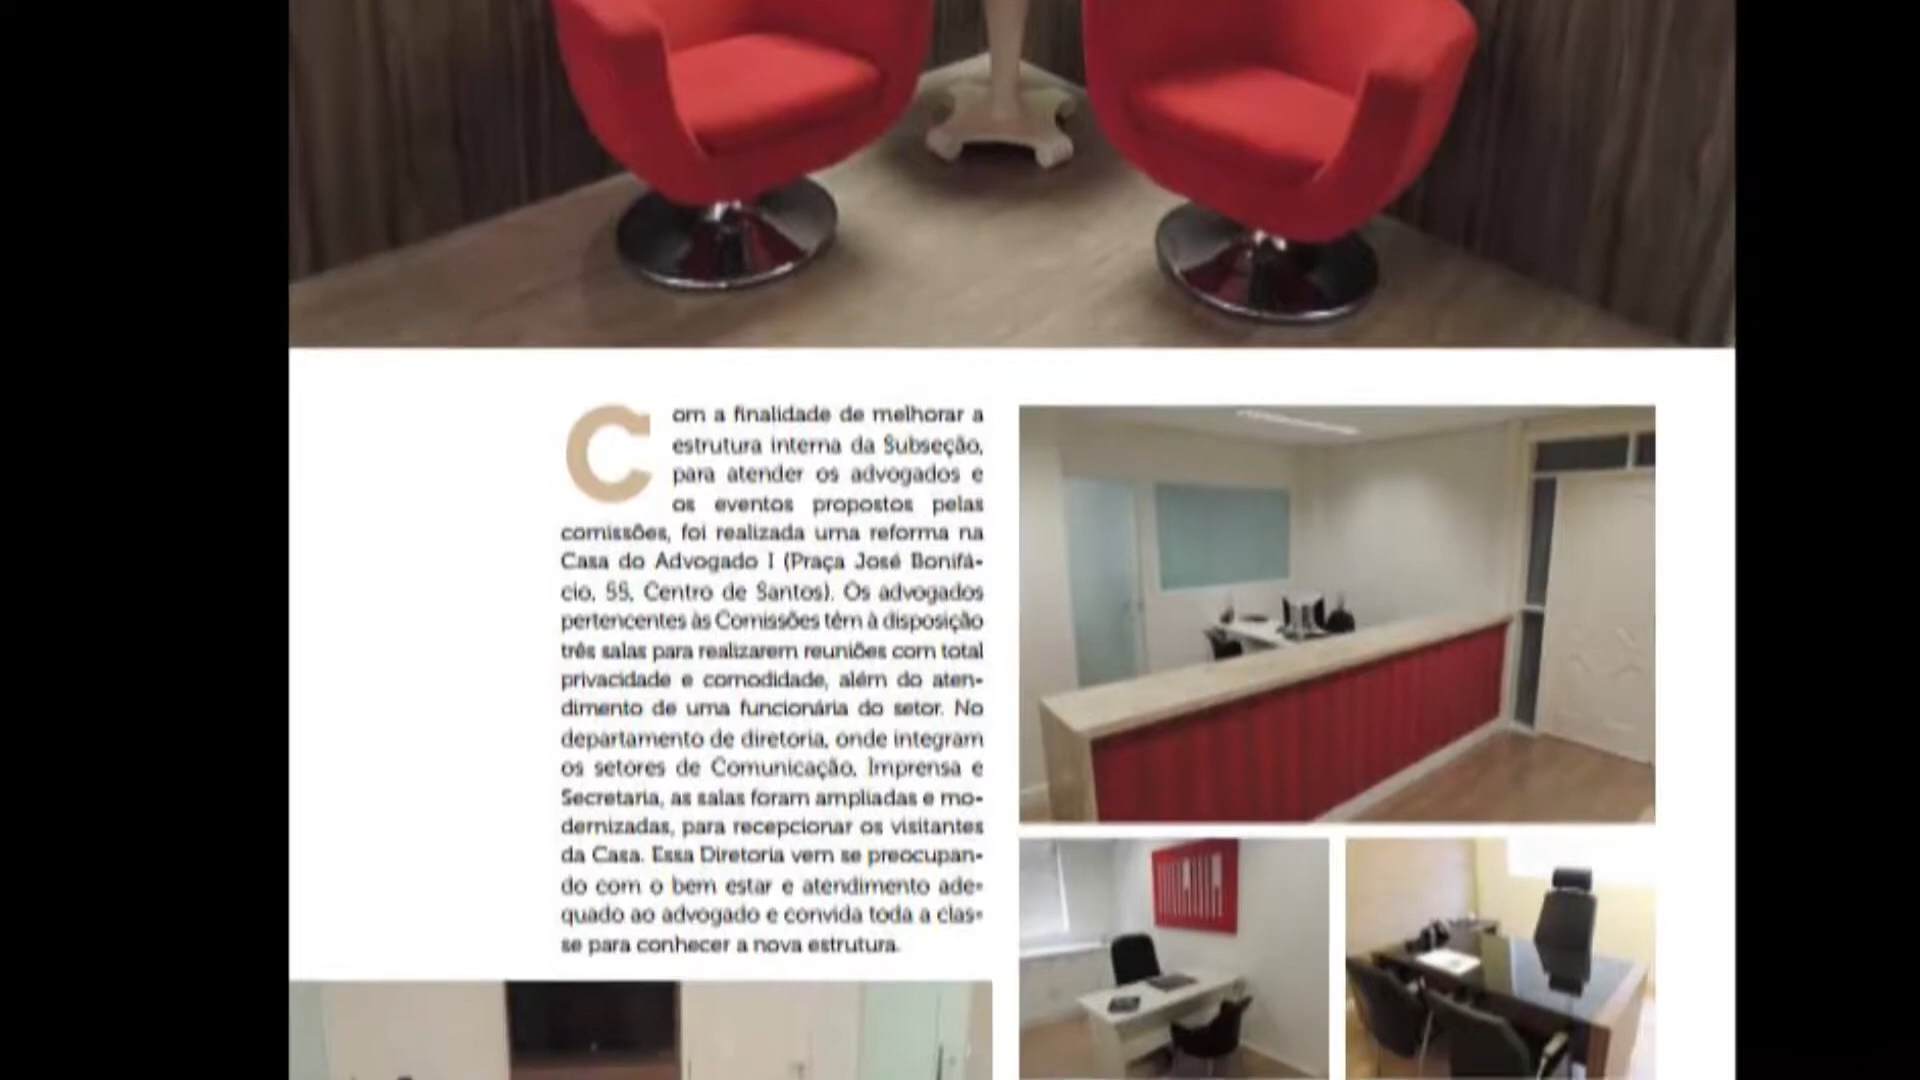 Com a finalidade de melhorar a
estrutura interna da Subseção,
para atender os advogados e
os eventos propostos pelas
comissões, foi realizada uma reforma na
Casa do Advogado I (Praça José Bonifá-
cio, 55, Centro de Santos). Os advogados
pertencentes às Comissões têm à disposição
três salas para realizarem reuniões com total
privacidade e comodidade, além do aten-
dimento de uma funcionária do setor. No
departamento de diretoria, onde integram
os setores de Comunicação, Imprensa e
Secretaria, as salas foram ampliadas e mo-
dernizadas, para recepcionar os visitantes
da Casa. Essa Diretoria vem se preocupan-
do com o bem estar e atendimento ade-
quado ao advogado e convida toda a clas-
se para conhecer a nova estrutura.